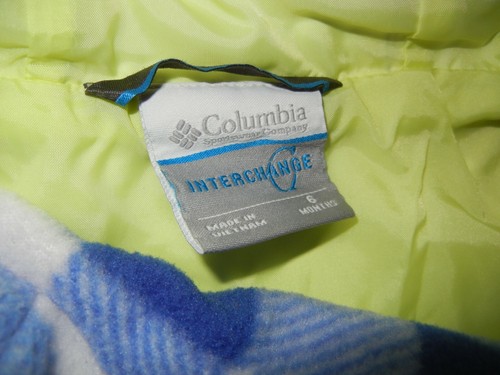 Columbia
Sportswear Company
INTERCHANGE
6
MONTHS
MADE IN
VIETNAM